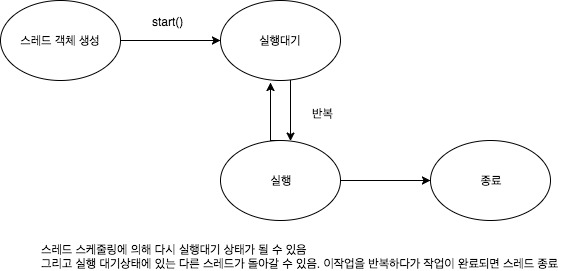 스레드 객체 생성
start()
실행대기
반복
실행
종료
스레드 스케줄링에 의해 다시 실행대기 상태가 될 수 있음
그리고 실행 대기상태에 있는 다른 스레드가 돌아갈 수 있음. 이작업을 반복하다가 작업이 완료되면 스레드 종료